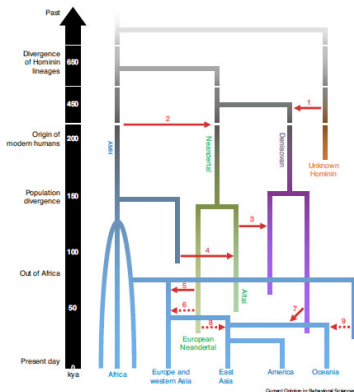 Past
Divergence
of Hominin
lineages
650
450
Origin of
modern humans
200
AMH
Neandertal
Denisovan
Unknown
Hominin
1
2
Population
divergence
150
3
4
100
Out of Africa
Altai
5
6
7
8
9
50
European
Neandertal
Present day
0
kya
Africa
Europe and
western Asia
East
Asia
America
Oceania
Current Opinion in Behavioral Sciences